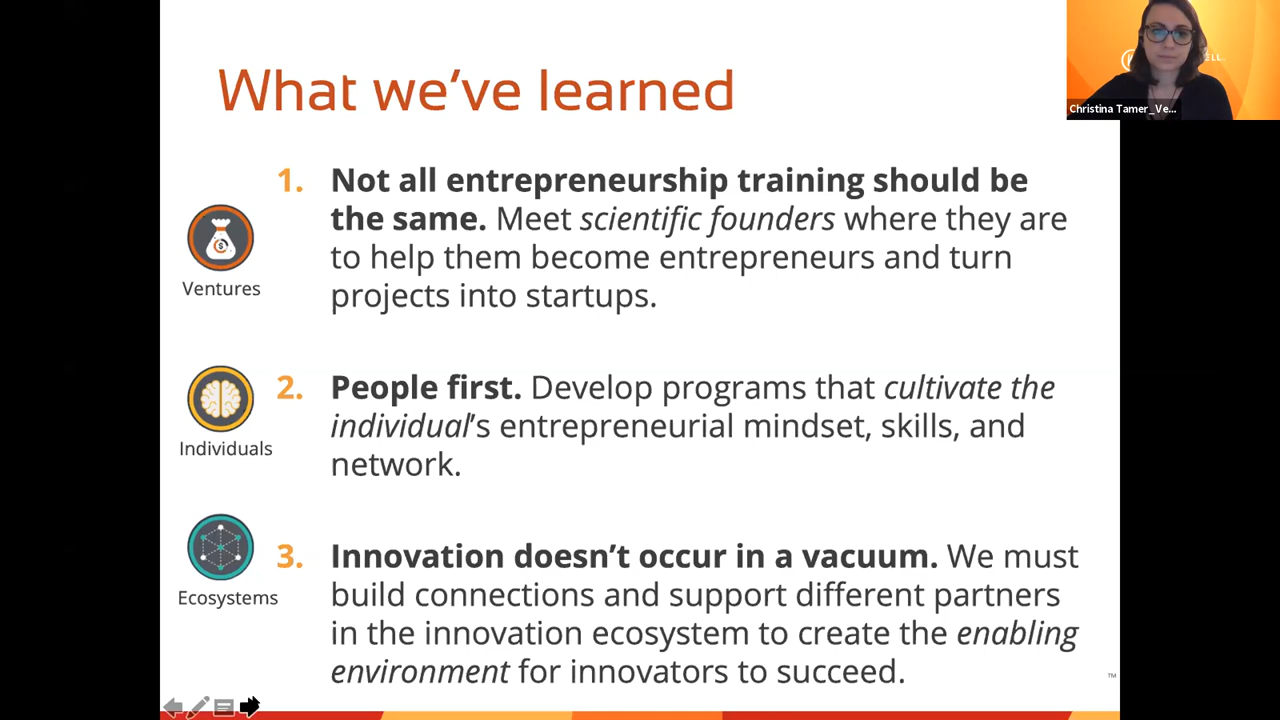 What we've learned
Christina Tamer_Ve...
1. Not all entrepreneurship training should be
the same. Meet scientific founders where they are
to help them become entrepreneurs and turn
projects into startups.
Ventures
2. People first. Develop programs that cultivate the
individual's entrepreneurial mindset, skills, and
network.
Individuals
3. Innovation doesn't occur in a vacuum. We must
build connections and support different partners
in the innovation ecosystem to create the enabling
environment for innovators to succeed.
Ecosystems
™